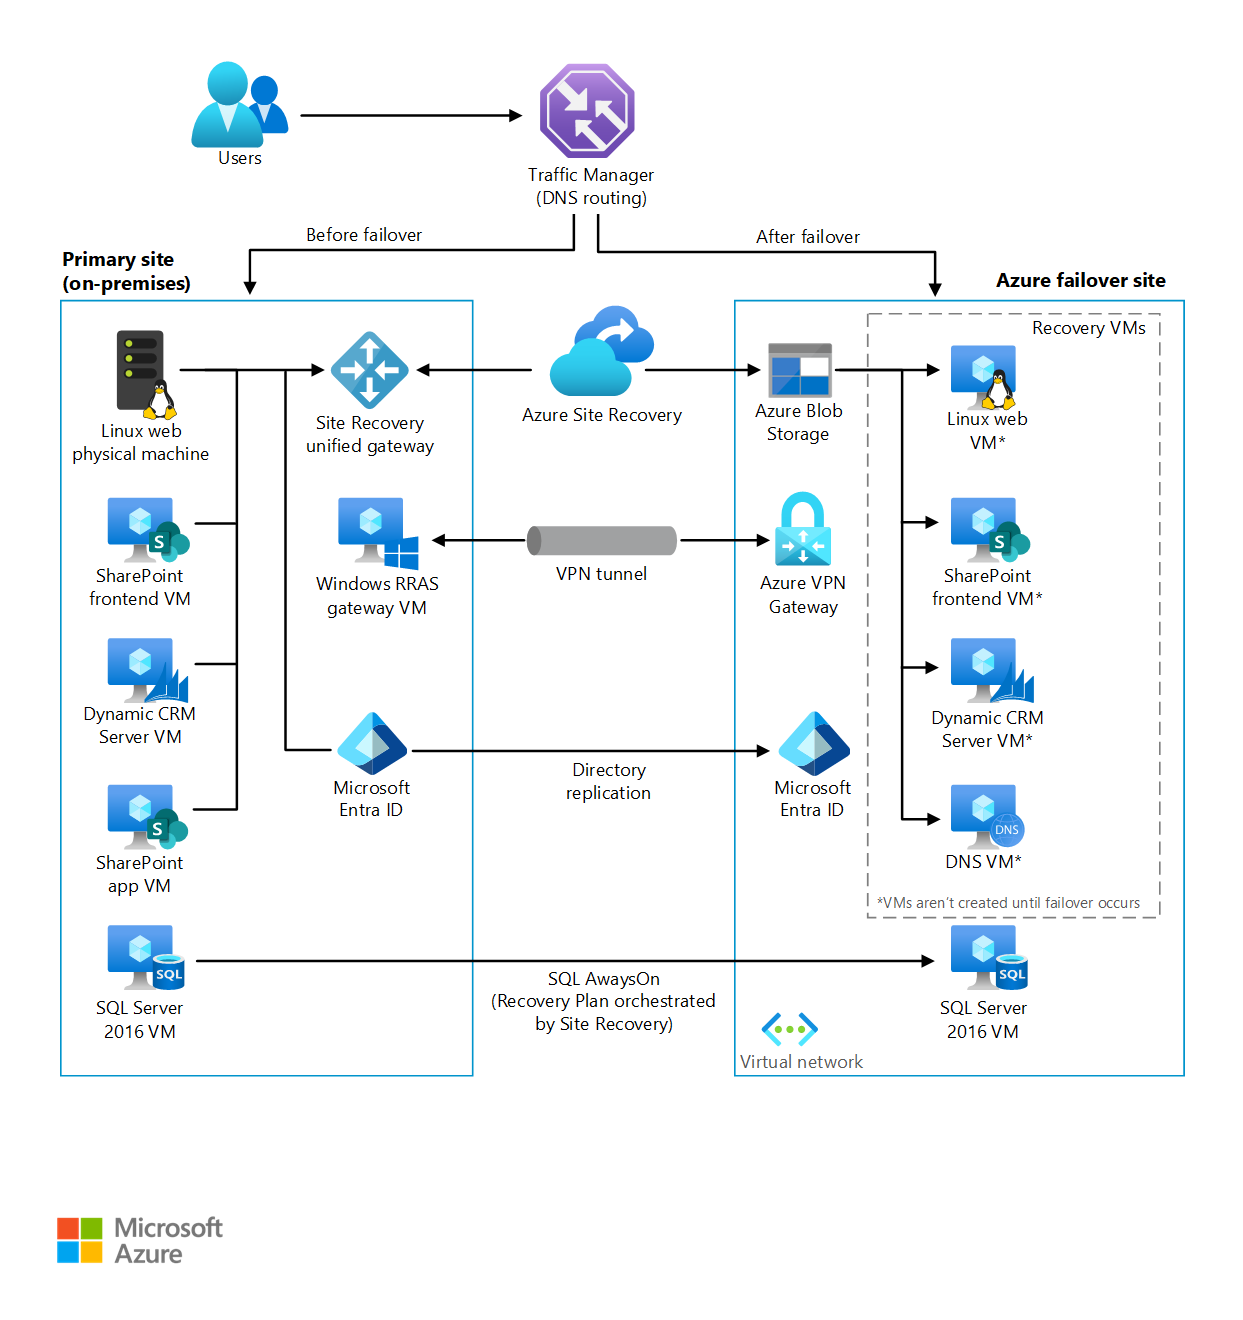 Users
Traffic Manager
(DNS routing)
Before failover
After failover
Primary site
(on-premises)
Azure failover site
Recovery VMs
Linux web
physical machine
Site Recovery
unified gateway
Azure Site Recovery
Azure Blob
Storage
Linux web
VM*
SharePoint
frontend VM
Windows RRAS
gateway VM
VPN tunnel
Azure VPN
Gateway
SharePoint
frontend VM*
Dynamic CRM
Server VM
Dynamic CRM
Server VM*
Microsoft
Entra ID
Directory
replication
Microsoft
Entra ID
SharePoint
app VM
DNS
DNS VM*
*VMs aren't created until failover occurs
SQL
SQL Server
2016 VM
SQL AwaysOn
(Recovery Plan orchestrated
by Site Recovery)
SQL
SQL Server
2016 VM
Virtual network
Microsoft
Azure
S
S
S